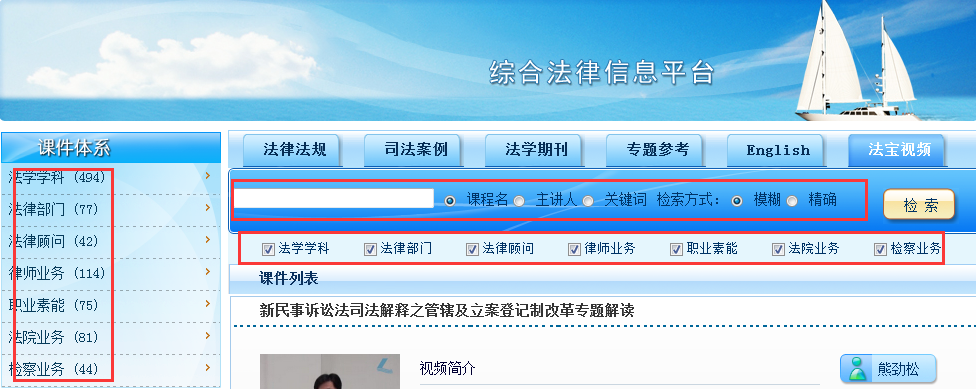 综合法律信息平台
课件体系
法学学科 (494)
法律部门 (77)
法律顾问 (42)
律师业务 (114)
职业素能 (75)
法院业务 (81)
检察业务 (44)
法律法规 司法案例 法学期刊 专题参考 English 法宝视频
课程名 主讲人 关键词 检索方式： 模糊 精确 检 索
法学学科 法律部门 法律顾问 律师业务 职业素能 法院业务 检察业务
课件列表
新民事诉讼法司法解释之管辖及立案登记制改革专题解读
视频简介 熊劲松